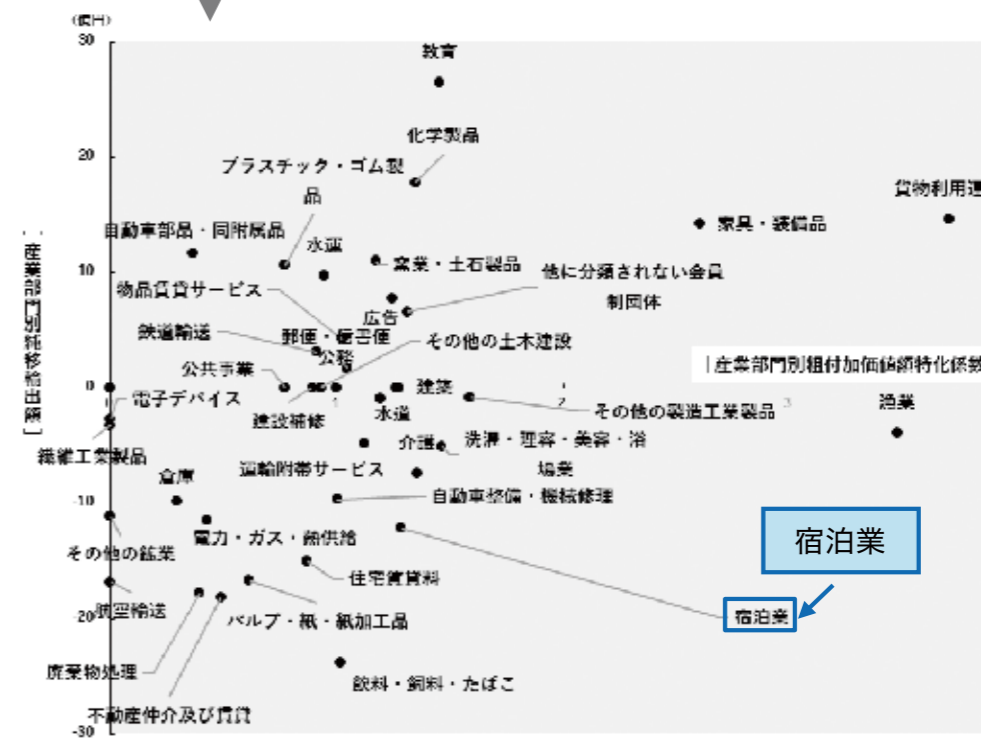 (億円)
30
教育
20
化学製品
プラスチック・ゴム製
品
貨物利用運
自動車部品・同附属品
水運
家具・装備品
[産業部門別純移輸出額]
10
窯業・土石製品
他に分類されない会員
制団体
物品賃貸サービス
広告
鉄道輸送
郵便・信書便
その他の土木建設
公務
公共事業
産業部門別粗付加価値額特化係数
0
建築
1
2
3
電子デバイス
建設補修
水道
その他の製造工業製品
漁業
繊維工業製品
介護
洗濯・理容・美容・浴
場業
運輸附帯サービス
倉庫
-10
自動車整備・機械修理
電力・ガス・熱供給
宿泊業
その他の鉱業
住宅賃貸料
航空輸送
-20
パルプ・紙・紙加工品
宿泊業
廃棄物処理
飲料・飼料・たばこ
不動産仲介及び賃貸
-30